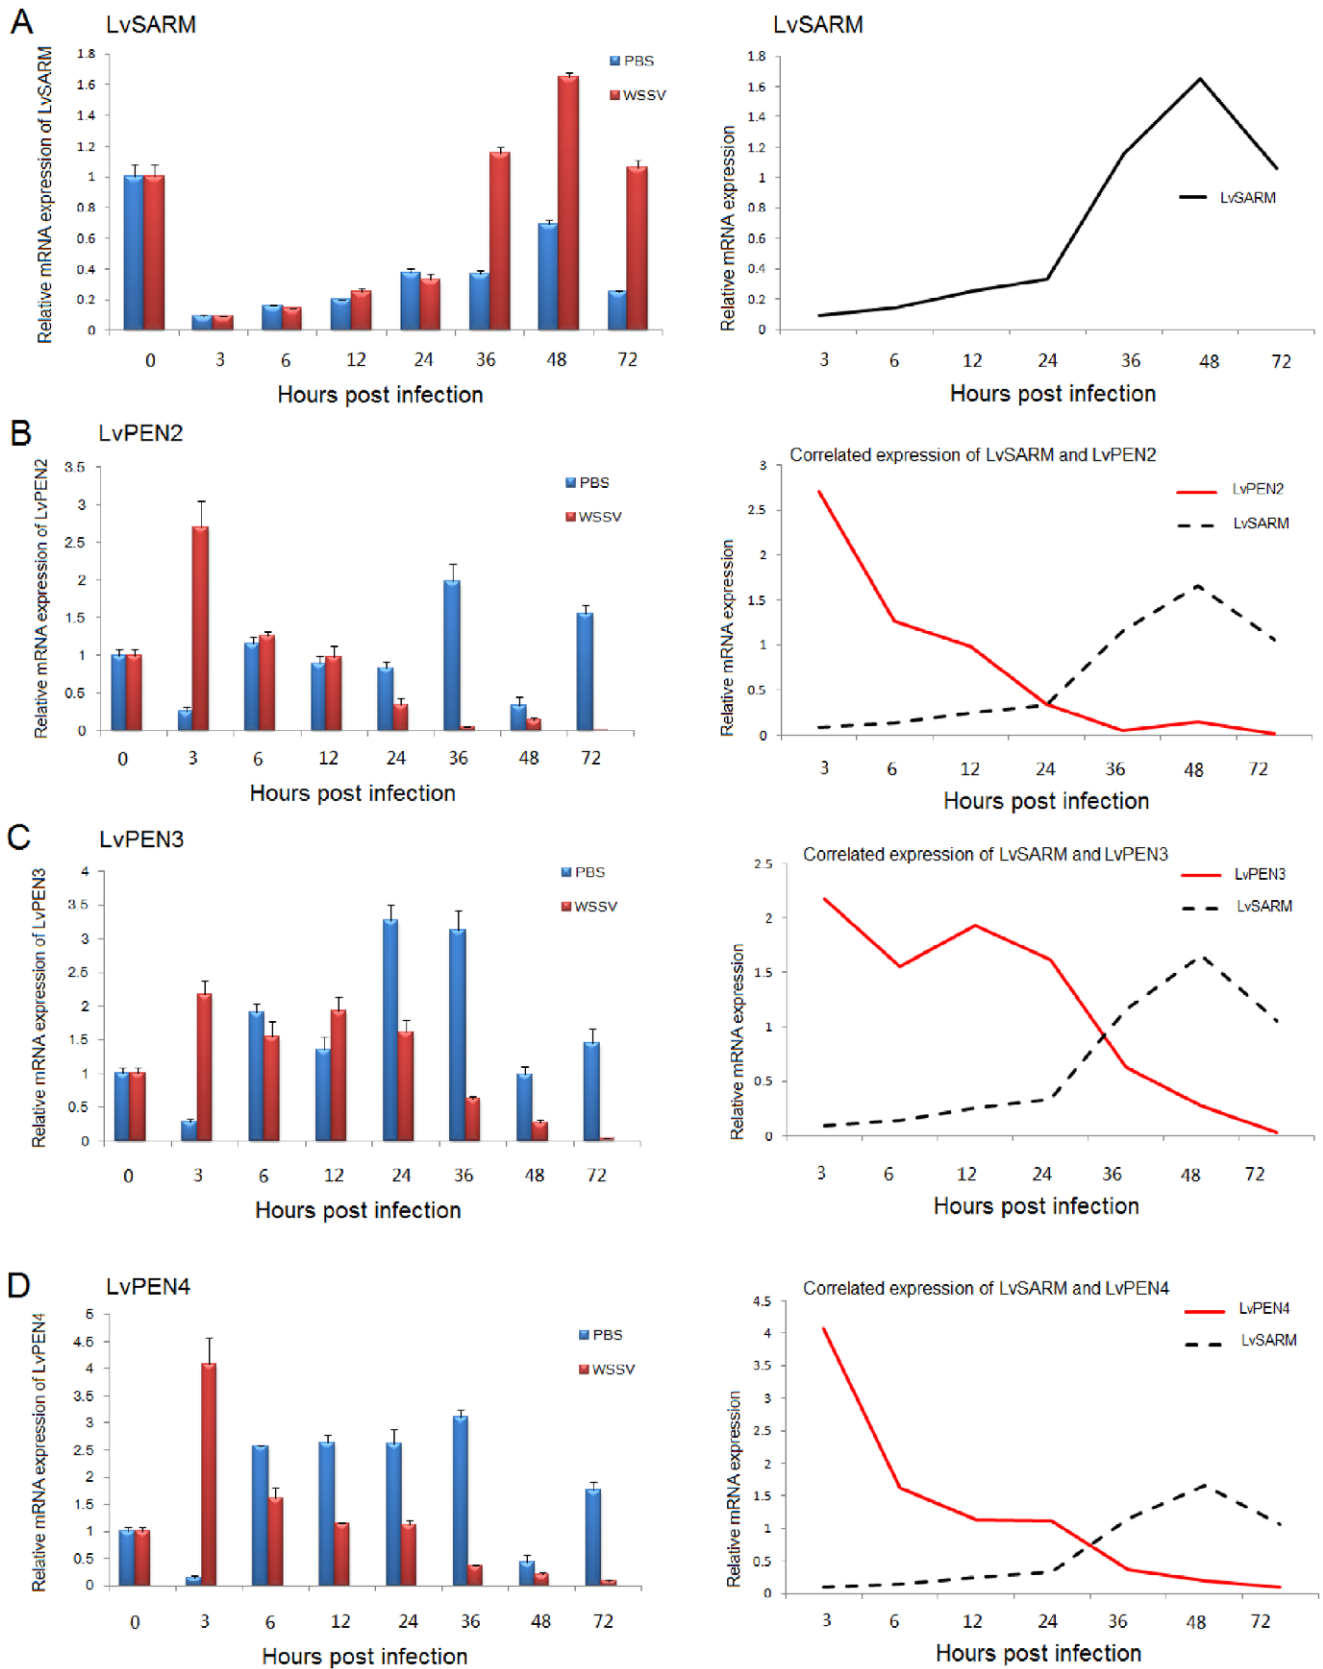 A
LvSARM
Relative mRNA expression of LvSARM
1.8
1.6
1.4
1.2
1
0.8
0.6
0.4
0.2
0
PBS
WSSV
0 3 6 12 24 36 48 72
Hours post infection
LvSARM
Relative mRNA expression
1.8
1.6
1.4
1.2
1
0.8
0.6
0.4
0.2
0
LvSARM
3 6 12 24 36 48 72
Hours post infection
B
LvPEN2
Relative mRNA expression of LvPEN2
3.5
3
2.5
2
1.5
1
0.5
0
PBS
WSSV
0 3 6 12 24 36 48 72
Hours post infection
Correlated expression of LvSARM and LvPEN2
Relative mRNA expression
3
2.5
2
1.5
1
0.5
0
LvPEN2
LvSARM
3 6 12 24 36 48 72
Hours post infection
C
LvPEN3
Relative mRNA expression of LvPEN3
4
3.5
3
2.5
2
1.5
1
0.5
0
PBS
WSSV
0 3 6 12 24 36 48 72
Hours post infection
Correlated expression of LvSARM and LvPEN3
Relative mRNA expression
2.5
2
1.5
1
0.5
0
LvPEN3
LvSARM
3 6 12 24 36 48 72
Hours post infection
D
LvPEN4
Relative mRNA expression of LvPEN4
5
4.5
4
3.5
3
2.5
2
1.5
1
0.5
0
PBS
WSSV
0 3 6 12 24 36 48 72
Hours post infection
Correlated expression of LvSARM and LvPEN4
Relative mRNA expression
4.5
4
3.5
3
2.5
2
1.5
1
0.5
0
LvPEN4
LvSARM
3 6 12 24 36 48 72
Hours post infection